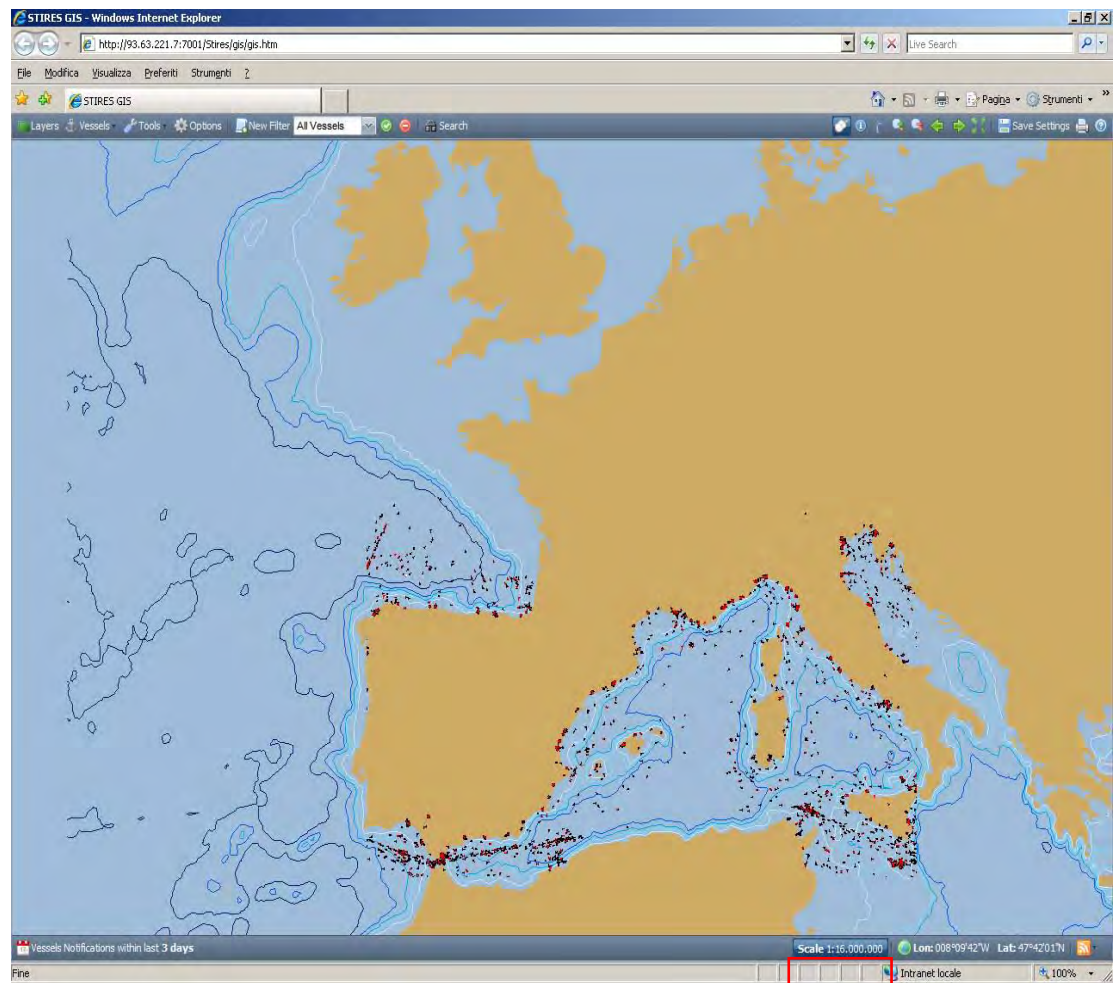 STIRES GIS - Windows Internet Explorer
http://93.63.221.7:7001/Stires/gis/gis.htm
Live Search
File Modifica Visualizza Preferiti Strumenti ?
STIRES GIS
Pagina
Strumenti
»
Layers Vessels Tools Options New Filter All Vessels Search
Save Settings
Vessels Notifications within last 3 days
Scale 1:16.000.000
Lon: 008°09'42"W Lat: 47°42'01"N
Fine
Intranet locale
100%